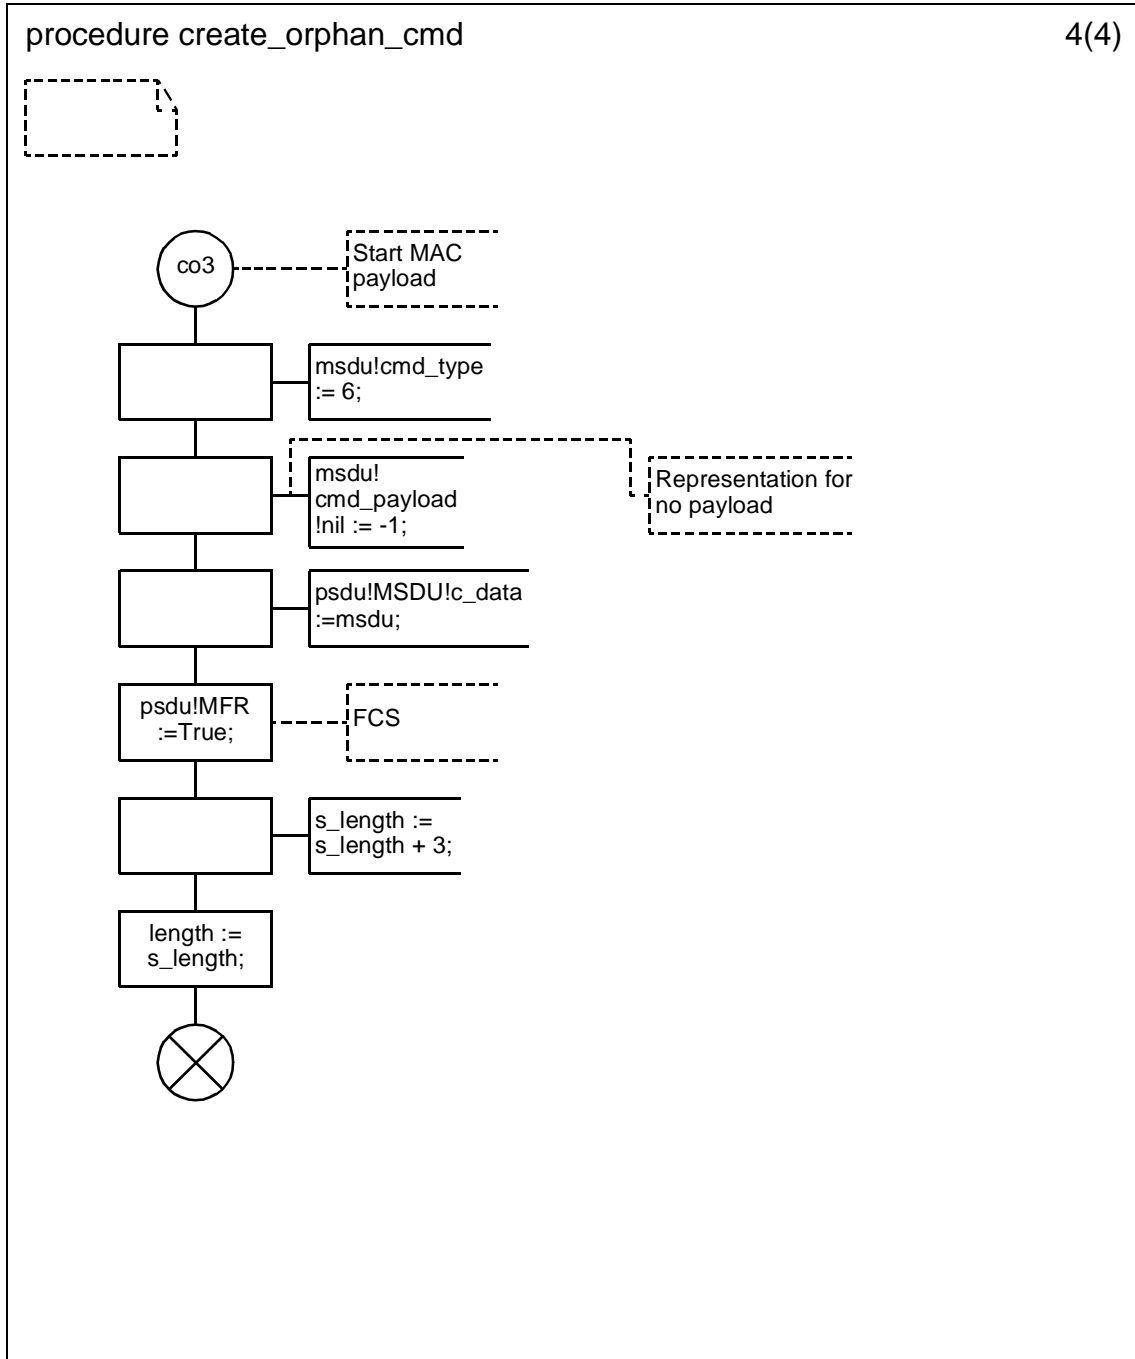 procedure create_orphan_cmd
4(4)
co3
Start MAC
payload
msdu!cmd_type
:= 6;
msdu!
cmd_payload
!nil := -1;
Representation for
no payload
psdu!MSDU!c_data
:=msdu;
psdu!MFR
:=True;
FCS
s_length :=
s_length + 3;
length :=
s_length;